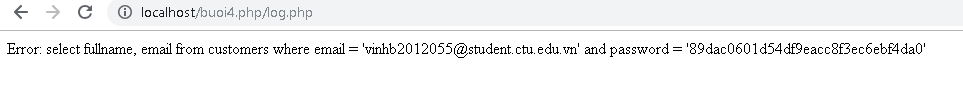 localhost/buoi4.php/log.php
Error: select fullname, email from customers where email = 'vinhb2012055@student.ctu.edu.vn' and password = '89dac0601d54df9eacc8f3ec6ebf4da0'